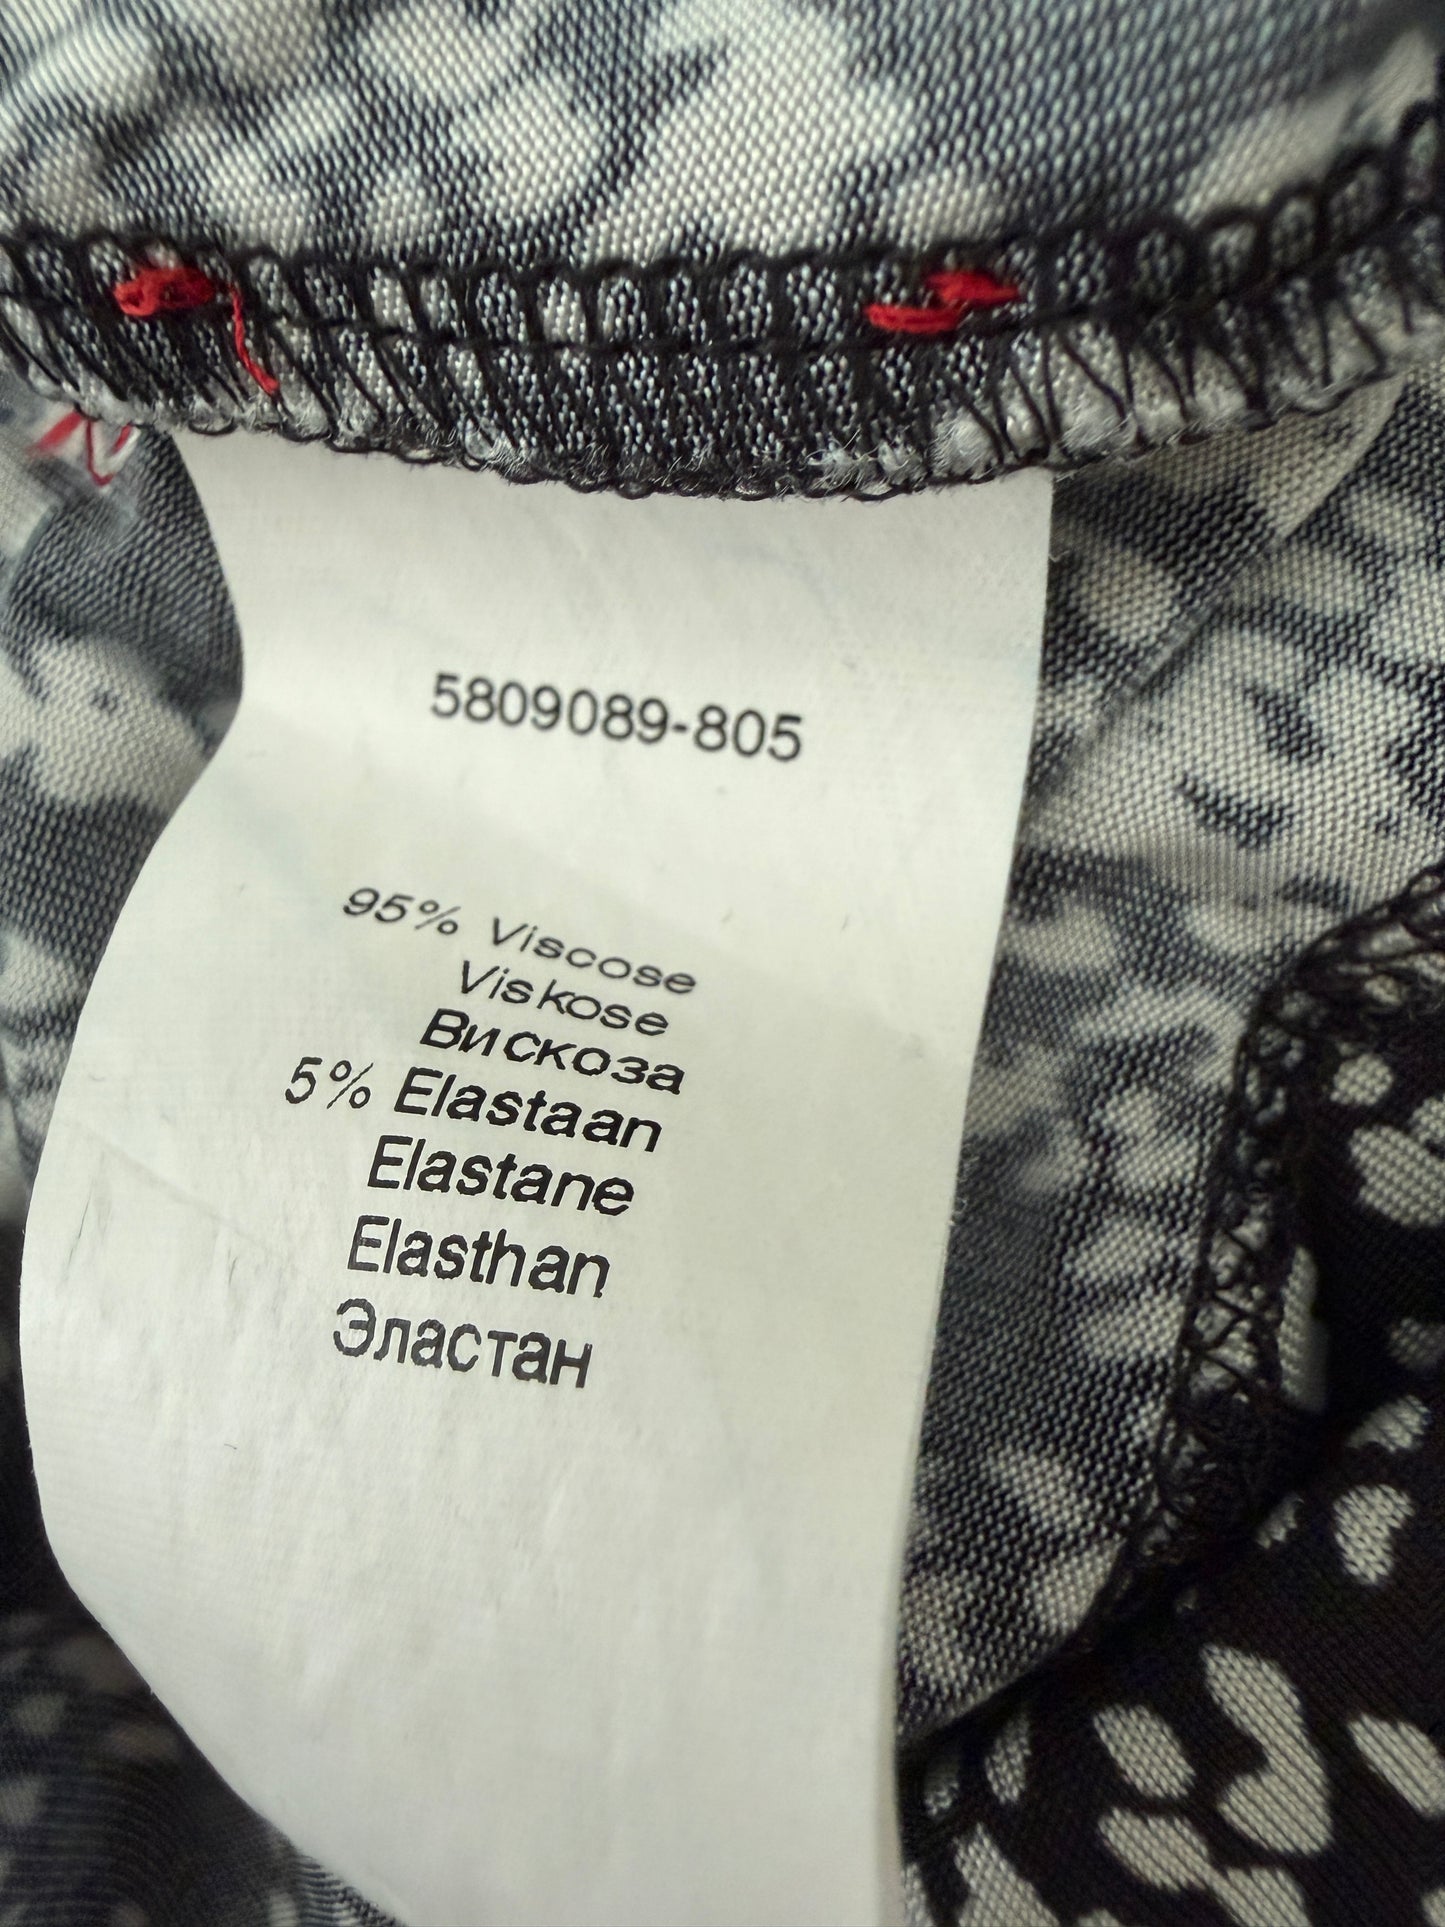 5809089-805
95% Viscose
Viskose
Вискоза
5% Elastaan
Elastane
Elasthan
Эластан